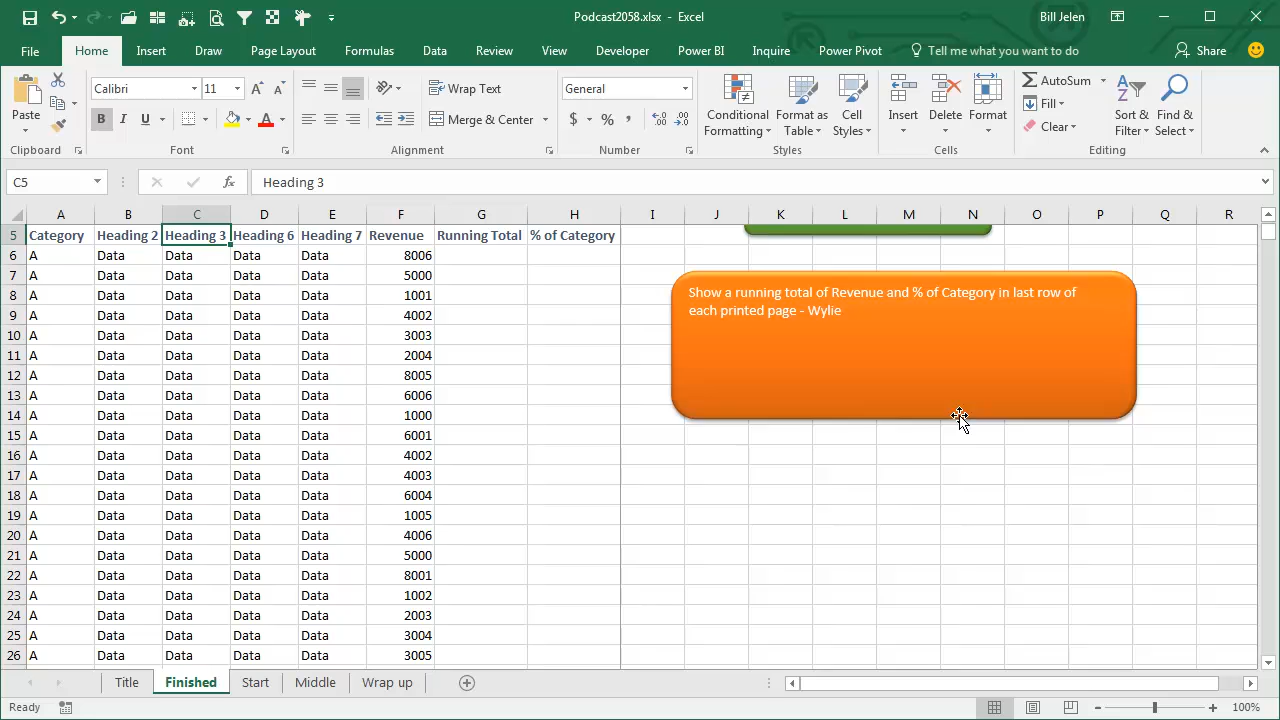 Podcast2058.xlsx - Excel
Bill Jelen
File Home Insert Draw Page Layout Formulas Data Review View Developer Power BI Inquire Power Pivot Tell me what you want to do Share
Paste
Clipboard
Calibri 11
B I U
Font
Wrap Text
Merge & Center
Alignment
General
$ % ,
Number
Conditional Formatting
Format as Table
Cell Styles
Styles
Insert Delete Format
Cells
AutoSum
Fill
Clear
Sort & Filter
Find & Select
Editing
C5 fx Heading 3
A B C D E F G H I J K L M N O P Q R
5 Category Heading 2 Heading 3 Heading 6 Heading 7 Revenue Running Total % of Category
6 A Data Data Data Data 8006
7 A Data Data Data Data 5000
8 A Data Data Data Data 1001
9 A Data Data Data Data 4002
10 A Data Data Data Data 3003
11 A Data Data Data Data 2004
12 A Data Data Data Data 8005
13 A Data Data Data Data 6006
14 A Data Data Data Data 1000
15 A Data Data Data Data 6001
16 A Data Data Data Data 4002
17 A Data Data Data Data 4003
18 A Data Data Data Data 6004
19 A Data Data Data Data 1005
20 A Data Data Data Data 4006
21 A Data Data Data Data 5000
22 A Data Data Data Data 8001
23 A Data Data Data Data 1002
24 A Data Data Data Data 2003
25 A Data Data Data Data 3004
26 A Data Data Data Data 3005
Show a running total of Revenue and % of Category in last row of
each printed page - Wylie
Title Finished Start Middle Wrap up
Ready
100%